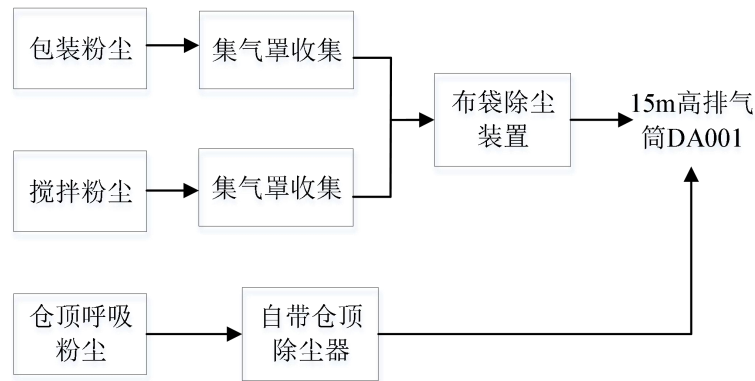 包装粉尘
集气罩收集
布袋除尘
装置
15m高排气
筒DA001
搅拌粉尘
集气罩收集
仓顶呼吸
粉尘
自带仓顶
除尘器